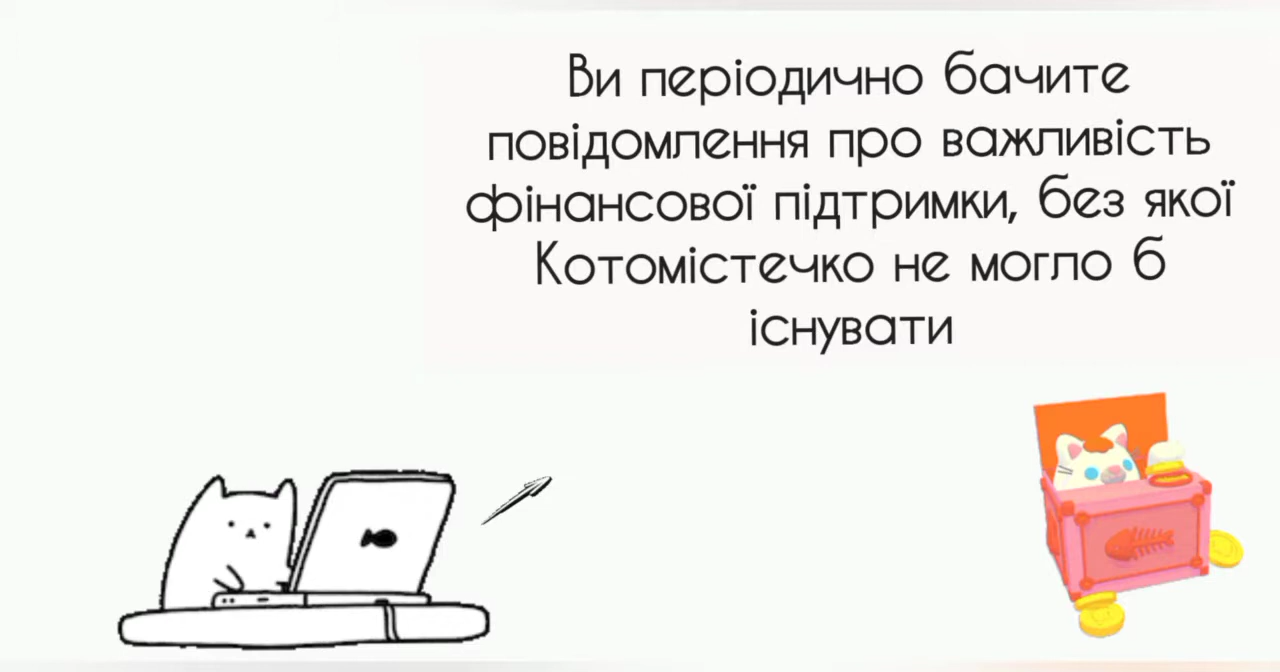 Ви періодично бачите
повідомлення про важливість
фінансової підтримки, без якої
Котомістечко не могло б
існувати